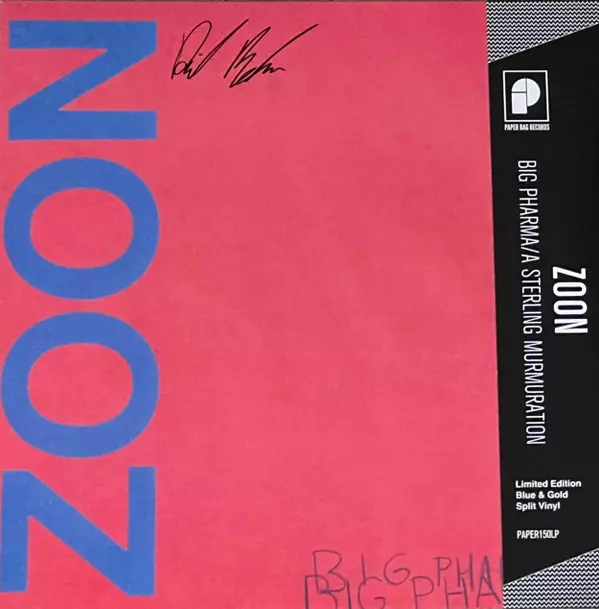 ZOON
PAPER BAG RECORDS
ZOON
BIG PHARMA/A STERLING MURMURATION
Limited Edition
Blue & Gold
Split Vinyl
PAPER150LP
BIG PHA
BIG PHA